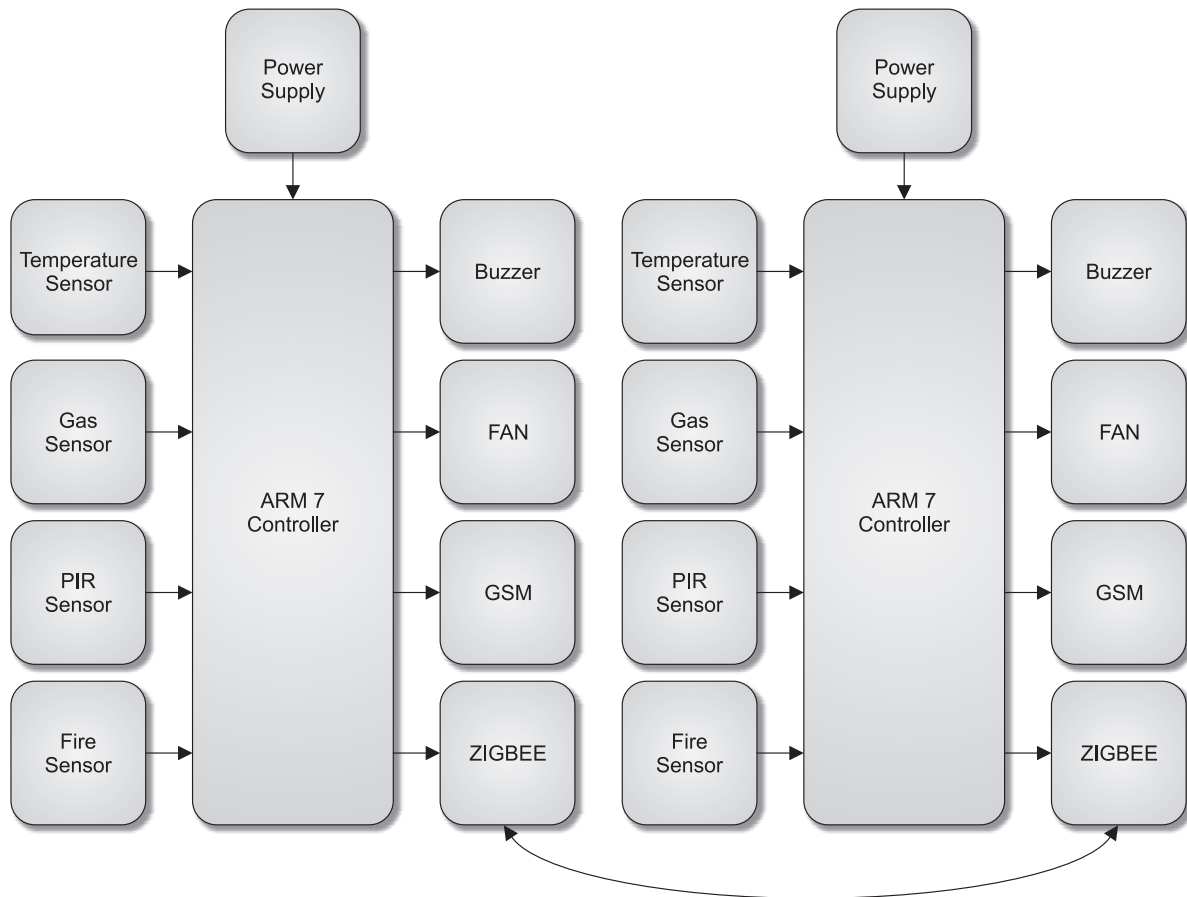 Power
Supply
Temperature
Sensor
Gas
Sensor
PIR
Sensor
Fire
Sensor
ARM 7
Controller
Buzzer
FAN
GSM
ZIGBEE
Power
Supply
Temperature
Sensor
Gas
Sensor
PIR
Sensor
Fire
Sensor
ARM 7
Controller
Buzzer
FAN
GSM
ZIGBEE